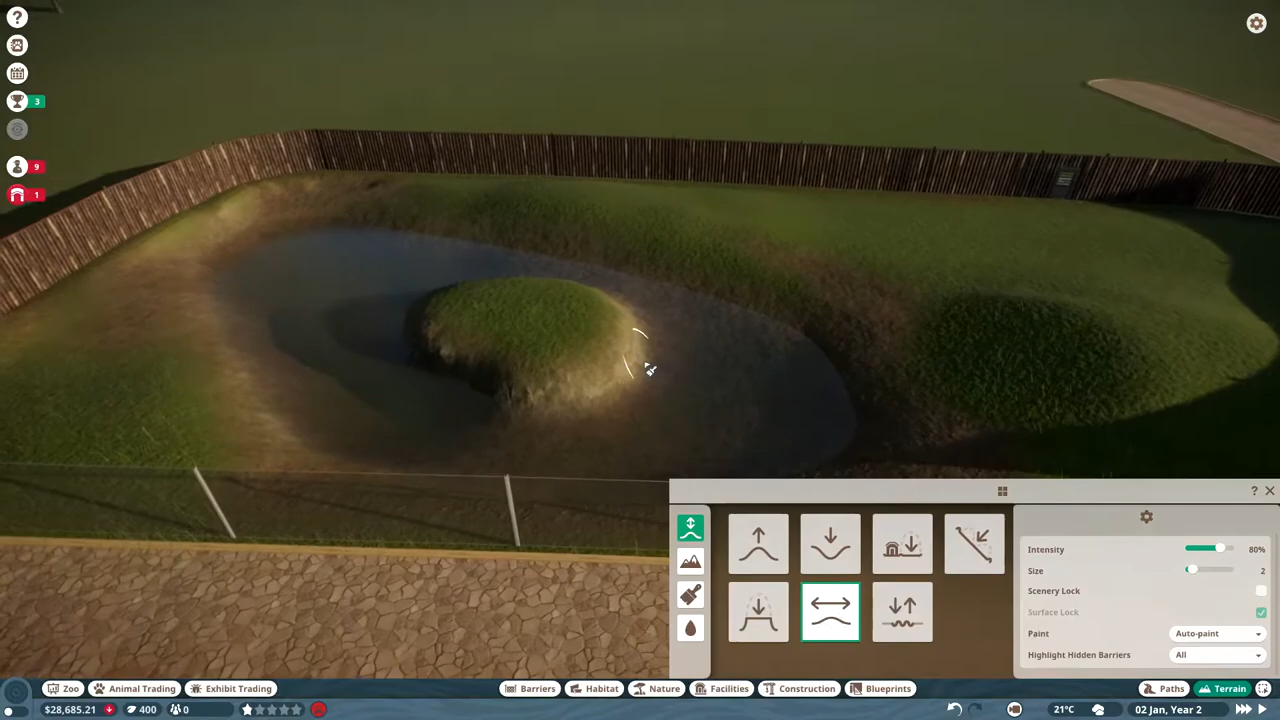 ?
3
9
1
?
Intensity 80%
Size 2
Scenery Lock
Surface Lock
Paint Auto-paint
Highlight Hidden Barriers All
Zoo Animal Trading Exhibit Trading Barriers Habitat Nature Facilities Construction Blueprints Paths Terrain
$28,685.21 400 0 21°C 02 Jan, Year 2